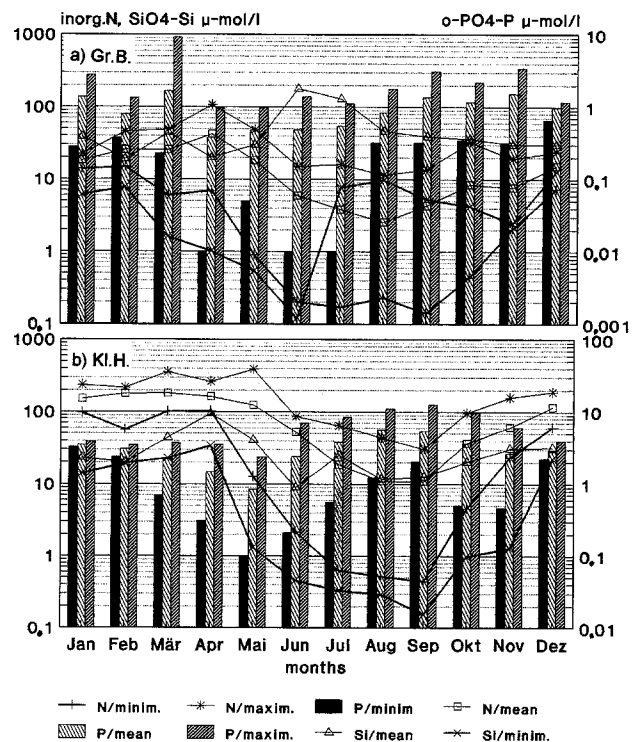 inorg.N, SiO4-Si µ-mol/l o-PO4-P µ-mol/l
1000 10
a) Gr.B.
100 1
10 0,1
1 0,01
0,1 0,001
1000 100
b) Kl.H.
100 10
10 1
1 0,1
0,1 0,01
Jan Feb Mär Apr Mai Jun Jul Aug Sep Okt Nov Dez
months
N/minim. N/maxim. P/minim N/mean
P/mean P/maxim. Si/mean Si/minim.